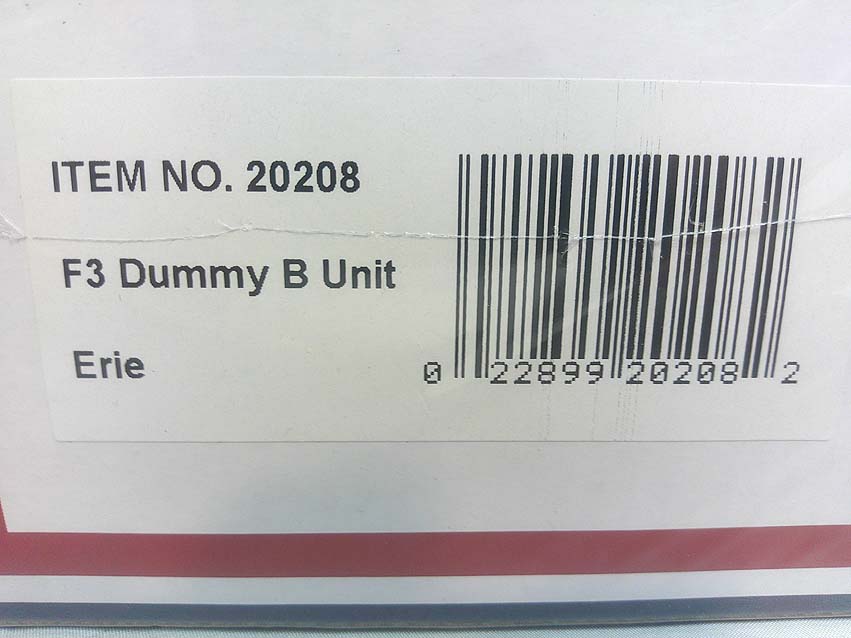 ITEM NO. 20208
F3 Dummy B Unit
Erie
0 22899 20208 2